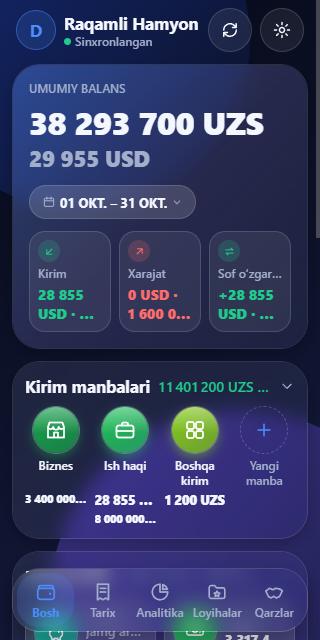 D
Raqamli Hamyon
Sinxronlangan
UMUMIY BALANS
38 293 700 UZS
29 955 USD
01 ОКТ. – 31 ОКТ.
Kirim
28 855
USD · ...
Xarajat
0 USD ·
1 600 0...
Sof o'zgar...
+28 855
USD · ...
Kirim manbalari 11 401 200 UZS ...
Biznes
3 400 000...
Ish haqi
28 855 ...
8 000 000...
Boshqa
kirim
1 200 UZS
Yangi
manba
Bosh
Tarix
Analitika
Loyihalar
Qarzlar